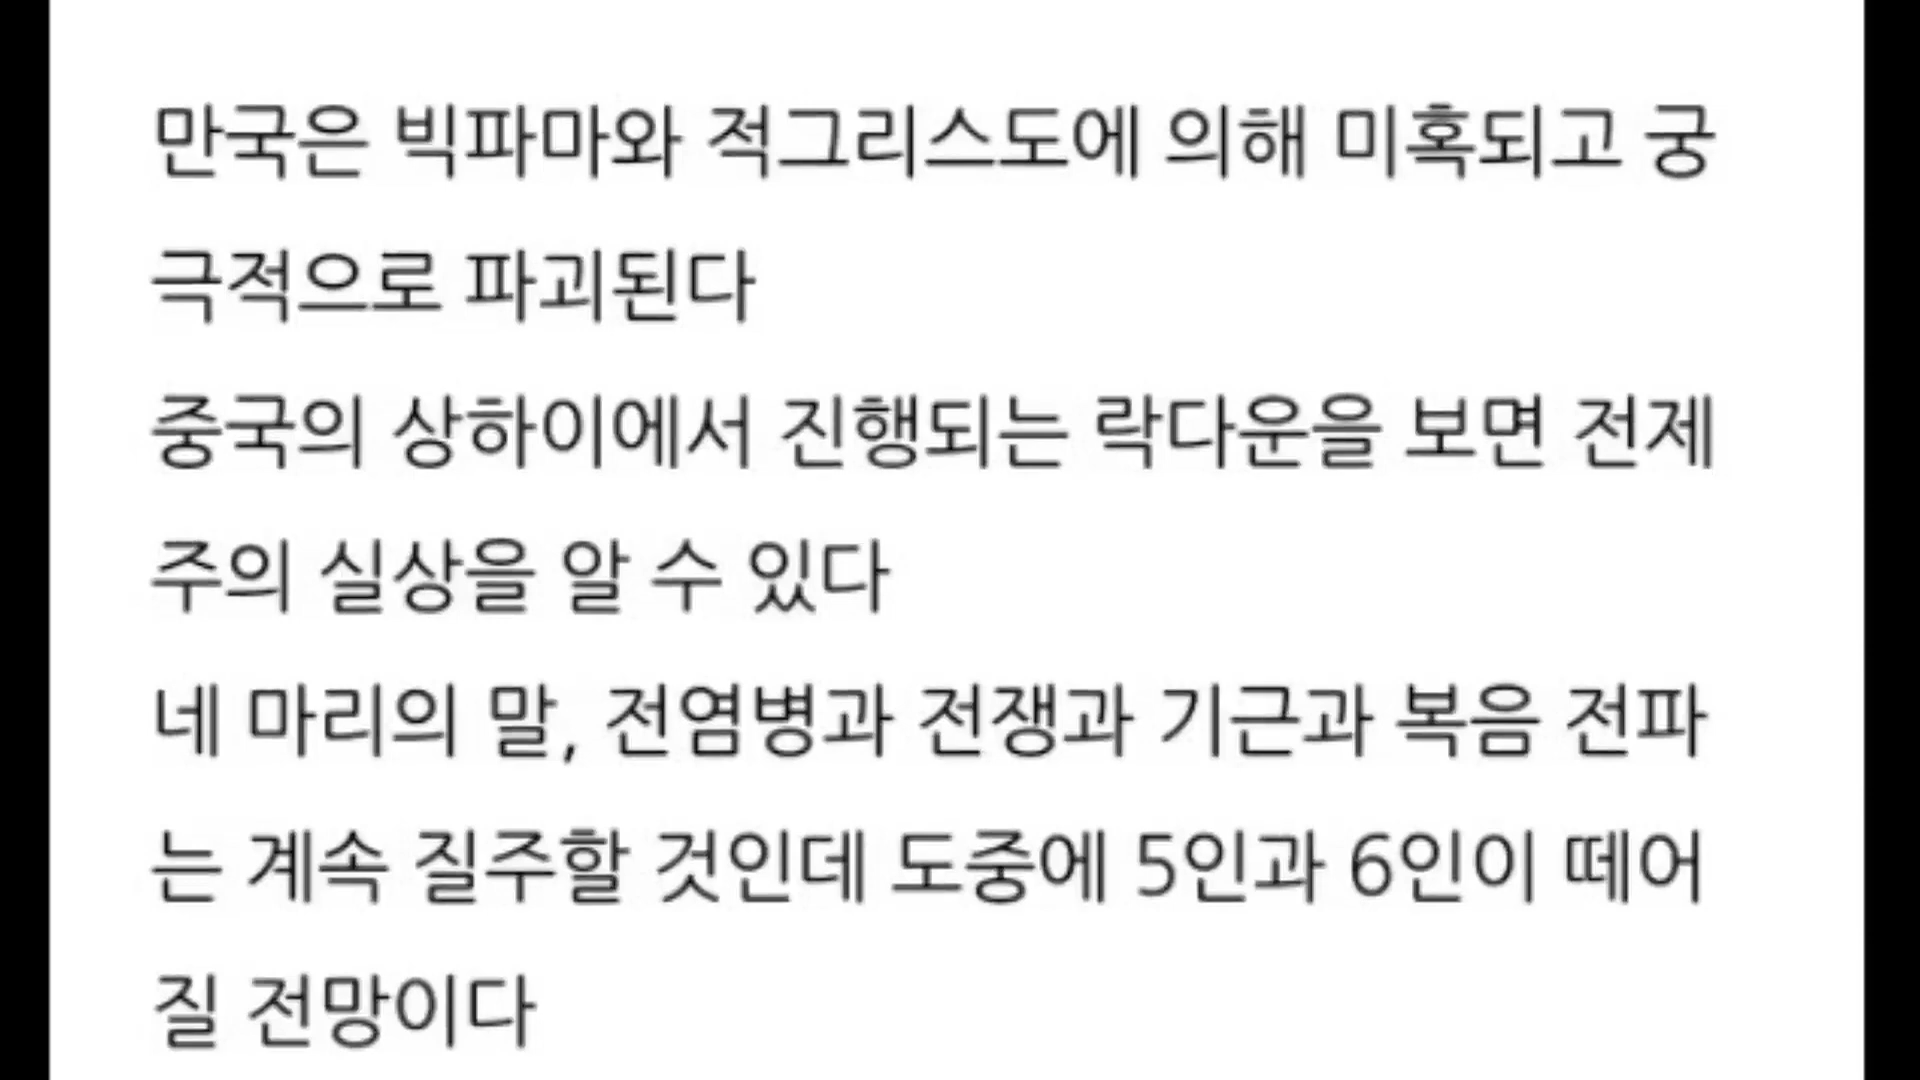 만국은 빅파마와 적그리스도에 의해 미혹되고 궁
극적으로 파괴된다
중국의 상하이에서 진행되는 락다운을 보면 전제
주의 실상을 알 수 있다
네 마리의 말, 전염병과 전쟁과 기근과 복음 전파
는 계속 질주할 것인데 도중에 5인과 6인이 떼어
질 전망이다